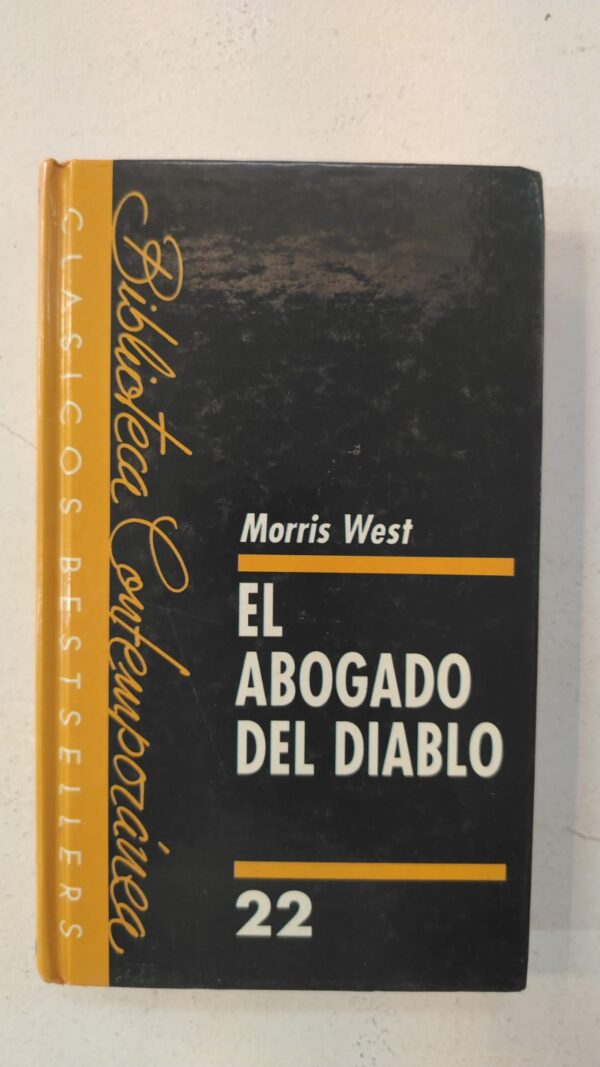 CLASICOS BESTSELLERS
Biblioteca Contemporánea
Morris West
EL
ABOGADO
DEL DIABLO
22